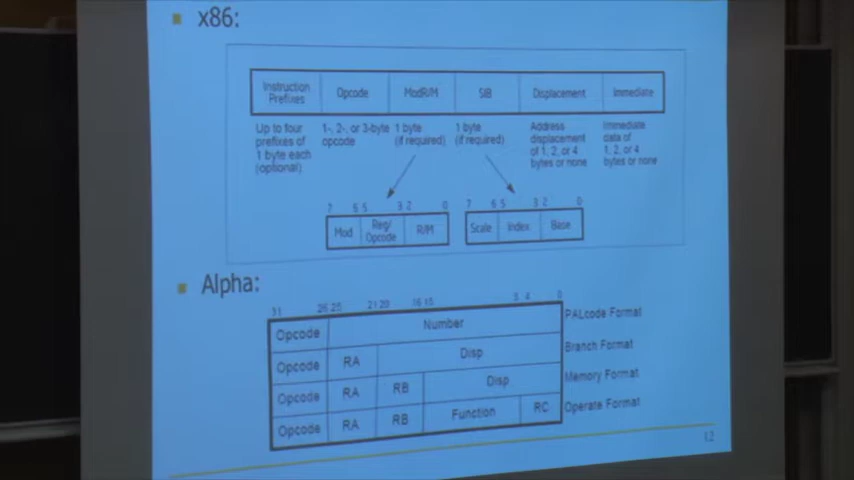 x86:
Instruction Prefixes Opcode ModR/M SIB Displacement Immediate
Up to four prefixes of 1 byte each (optional)
1-, 2-, or 3-byte opcode
1 byte (if required)
1 byte (if required)
Address displacement of 1, 2, or 4 bytes or none
Immediate data of 1, 2, or 4 bytes or none
7 6 5 3 2 0
Mod Reg/Opcode R/M
7 6 5 3 2 0
Scale Index Base
Alpha:
31 26 25 21 20 16 15 5 4 0
Opcode Number PALcode Format
Opcode RA Disp Branch Format
Opcode RA RB Disp Memory Format
Opcode RA RB Function RC Operate Format
12